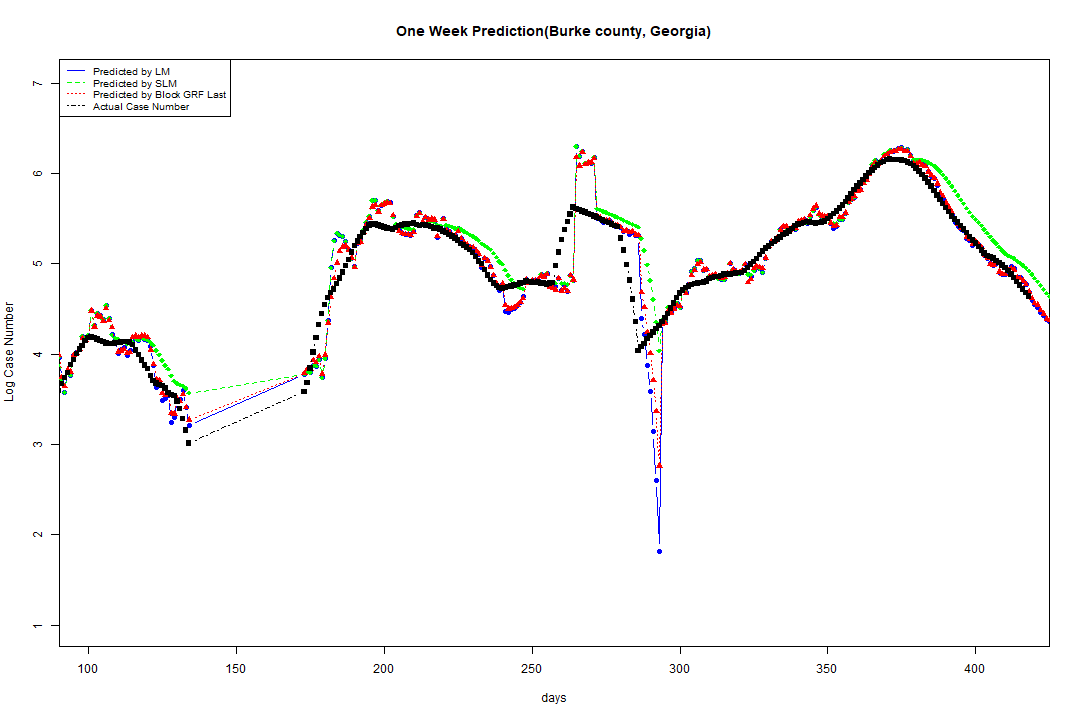 One Week Prediction(Burke county, Georgia)
Predicted by LM
Predicted by SLM
Predicted by Block GRF Last
Actual Case Number
Log Case Number
7
6
5
4
3
2
1
100 150 200 250 300 350 400
days